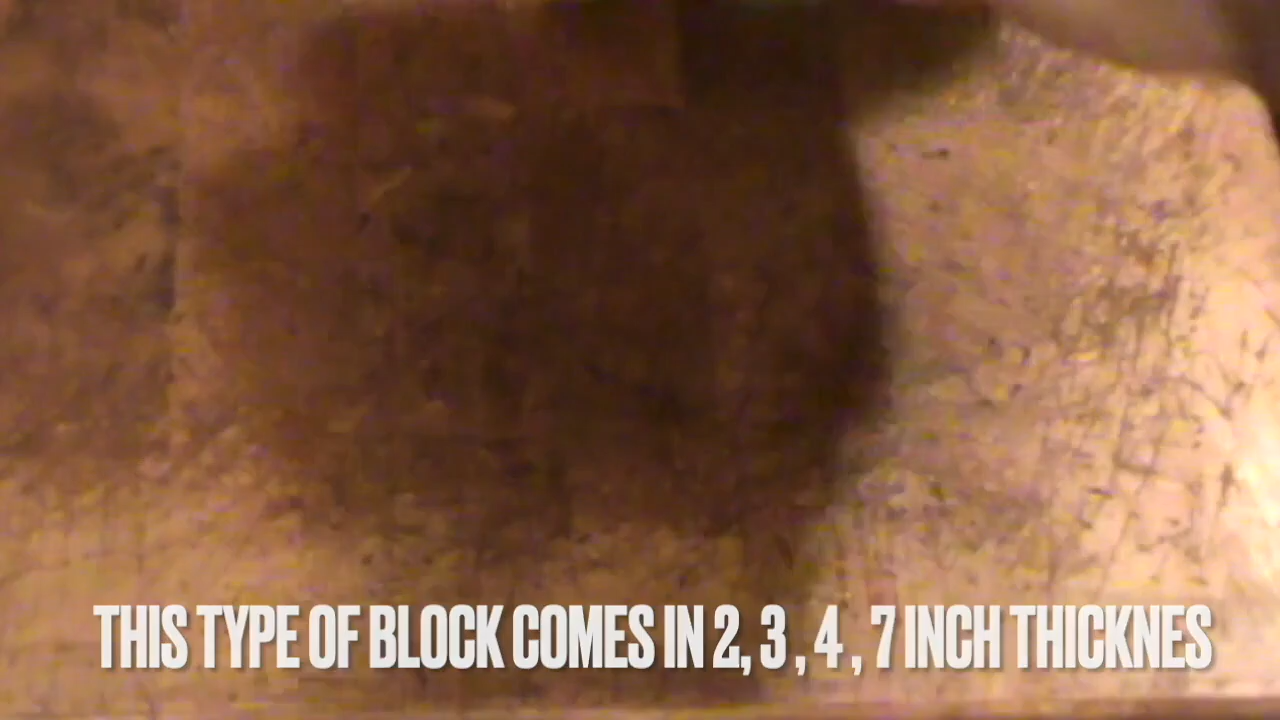 THIS TYPE OF BLOCK COMES IN 2, 3 , 4 , 7 INCH THICKNES